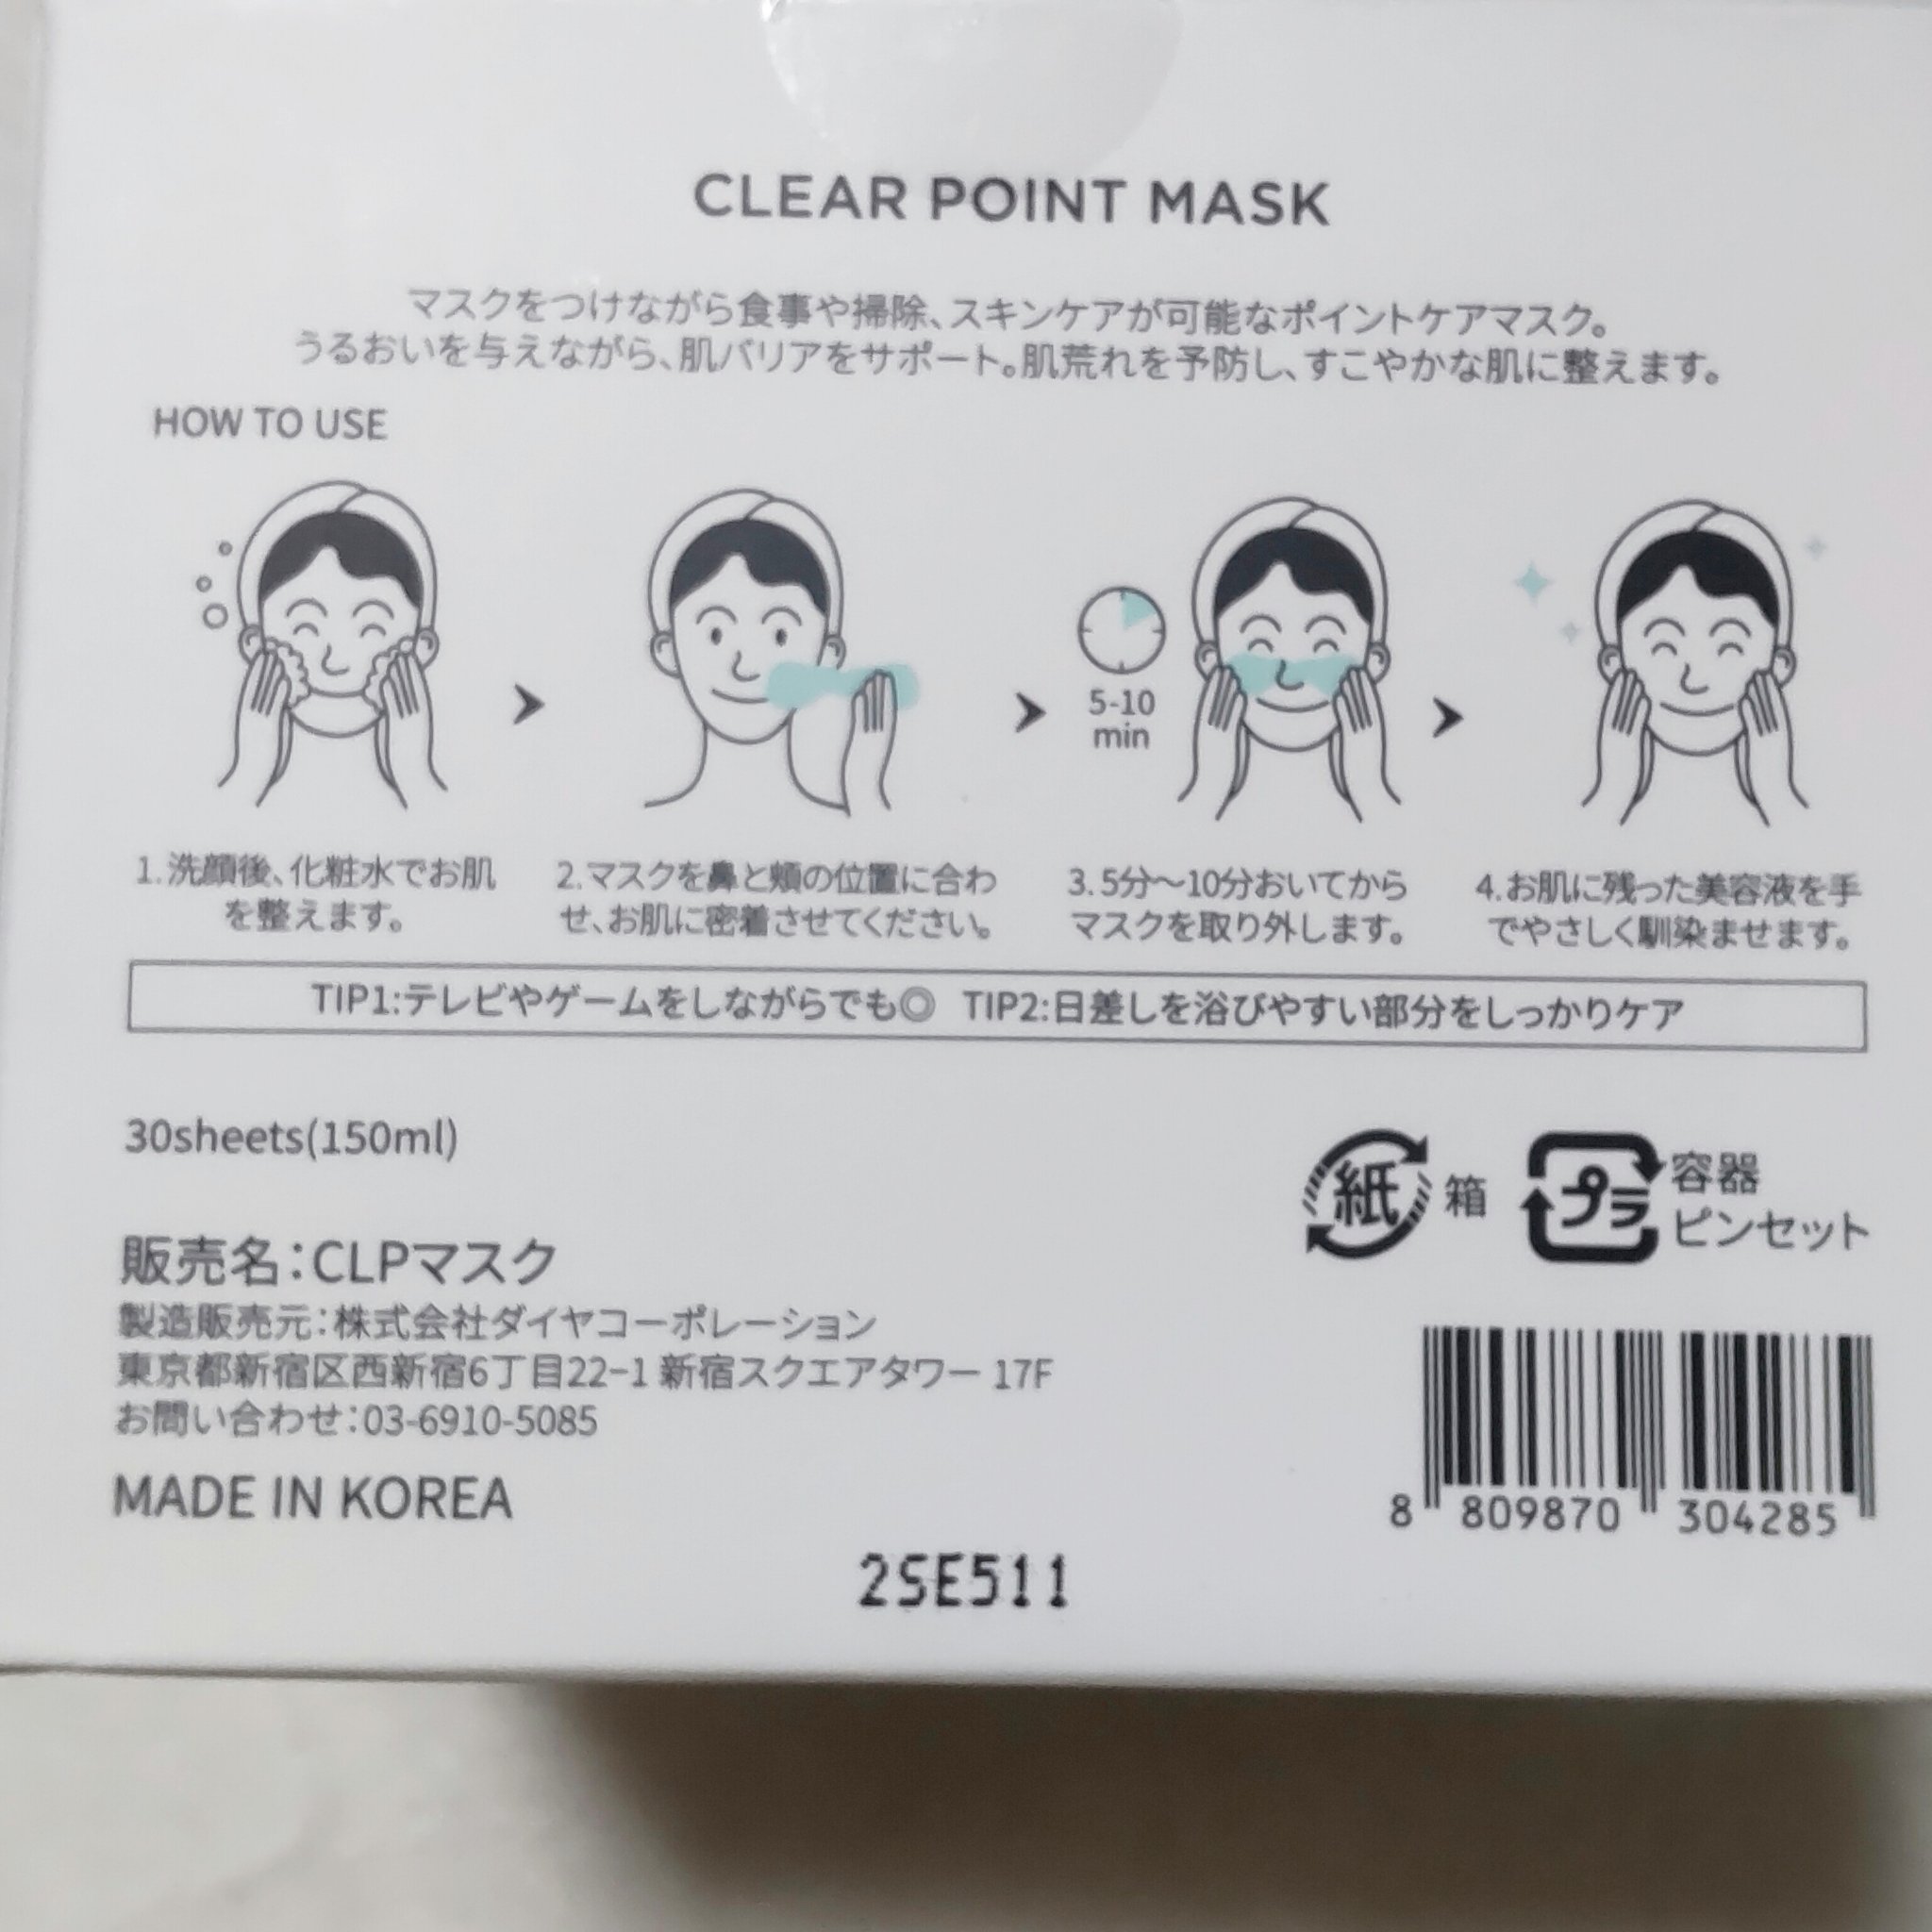 CLEAR POINT MASK
マスクをつけながら食事や掃除、スキンケアが可能なポイントケアマスク。
うるおいを与えながら、肌バリアをサポート。肌荒れを予防し、すこやかな肌に整えます。
HOW TO USE
5-10
min
1.洗顔後、化粧水でお肌
を整えます。
2.マスクを鼻と頬の位置に合わ
せ、お肌に密着させてください。
3.5分～10分おいてから
マスクを取り外します。
4.お肌に残った美容液を手
でやさしく馴染ませます。
TIP1:テレビやゲームをしながらでも◎ TIP2:日差しを浴びやすい部分をしっかりケア
30sheets(150ml)
紙 箱
プラ 容器
ピンセット
販売名：CLPマスク
製造販売元：株式会社ダイヤコーポレーション
東京都新宿区西新宿6丁目22-1 新宿スクエアタワー 17F
お問い合わせ：03-6910-5085
MADE IN KOREA
8 809870 304285
2SE511